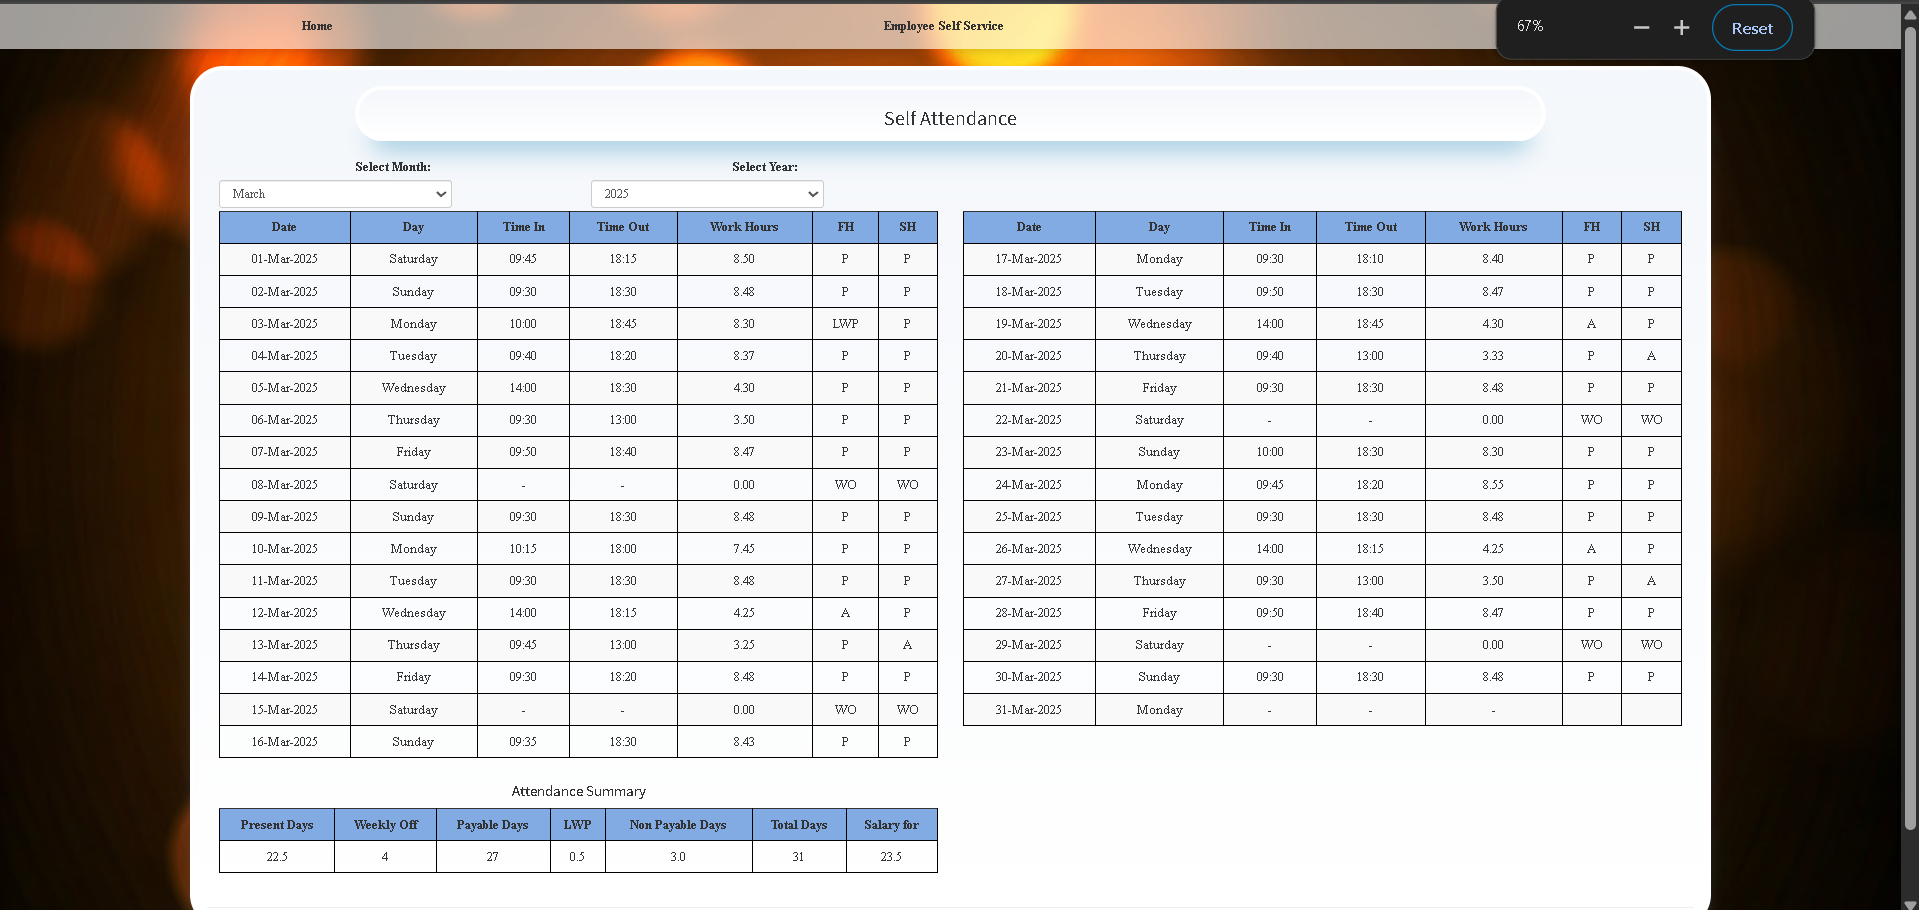 Home Employee Self Service 67% − + Reset
Self Attendance
Select Month: Select Year:
March 2025
Date Day Time In Time Out Work Hours FH SH
01-Mar-2025 Saturday 09:45 18:15 8.50 P P
02-Mar-2025 Sunday 09:30 18:30 8.48 P P
03-Mar-2025 Monday 10:00 18:45 8.30 LWP P
04-Mar-2025 Tuesday 09:40 18:20 8.37 P P
05-Mar-2025 Wednesday 14:00 18:30 4.30 P P
06-Mar-2025 Thursday 09:30 13:00 3.50 P P
07-Mar-2025 Friday 09:50 18:40 8.47 P P
08-Mar-2025 Saturday - - 0.00 WO WO
09-Mar-2025 Sunday 09:30 18:30 8.48 P P
10-Mar-2025 Monday 10:15 18:00 7.45 P P
11-Mar-2025 Tuesday 09:30 18:30 8.48 P P
12-Mar-2025 Wednesday 14:00 18:15 4.25 A P
13-Mar-2025 Thursday 09:45 13:00 3.25 P A
14-Mar-2025 Friday 09:30 18:20 8.48 P P
15-Mar-2025 Saturday - - 0.00 WO WO
16-Mar-2025 Sunday 09:35 18:30 8.43 P P
Date Day Time In Time Out Work Hours FH SH
17-Mar-2025 Monday 09:30 18:10 8.40 P P
18-Mar-2025 Tuesday 09:50 18:30 8.47 P P
19-Mar-2025 Wednesday 14:00 18:45 4.30 A P
20-Mar-2025 Thursday 09:40 13:00 3.33 P A
21-Mar-2025 Friday 09:30 18:30 8.48 P P
22-Mar-2025 Saturday - - 0.00 WO WO
23-Mar-2025 Sunday 10:00 18:30 8.30 P P
24-Mar-2025 Monday 09:45 18:20 8.55 P P
25-Mar-2025 Tuesday 09:30 18:30 8.48 P P
26-Mar-2025 Wednesday 14:00 18:15 4.25 A P
27-Mar-2025 Thursday 09:30 13:00 3.50 P A
28-Mar-2025 Friday 09:50 18:40 8.47 P P
29-Mar-2025 Saturday - - 0.00 WO WO
30-Mar-2025 Sunday 09:30 18:30 8.48 P P
31-Mar-2025 Monday - - -
Attendance Summary
Present Days Weekly Off Payable Days LWP Non Payable Days Total Days Salary for
22.5 4 27 0.5 3.0 31 23.5